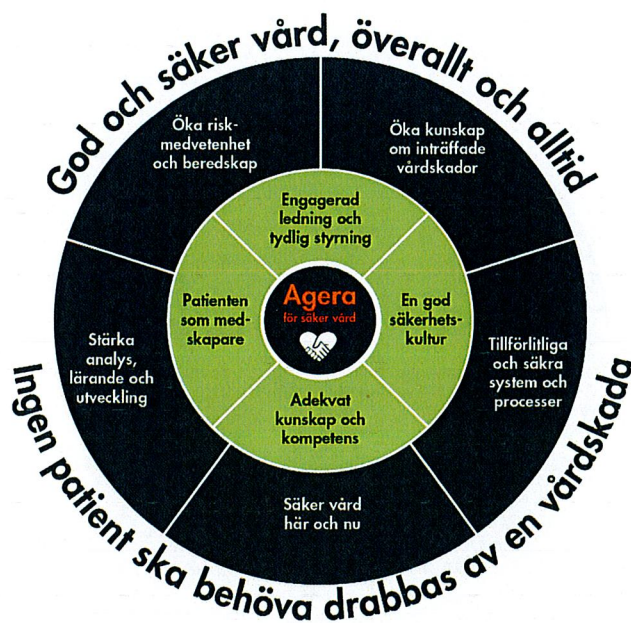 God och säker vård, överallt och alltid
Öka risk-
medvetenhet
och beredskap
Öka kunskap
om inträffade
vårdskador
Engagerad
ledning och
tydlig styrning
Patienten
som med-
skapare
Agera
för säker vård
En god
säkerhets-
kultur
Stärka
analys,
lärande och
utveckling
Tillförlitliga
och säkra
system och
processer
Adekvat
kunskap och
kompetens
Säker vård
här och nu
Ingen patient ska behöva drabbas av en vårdskada